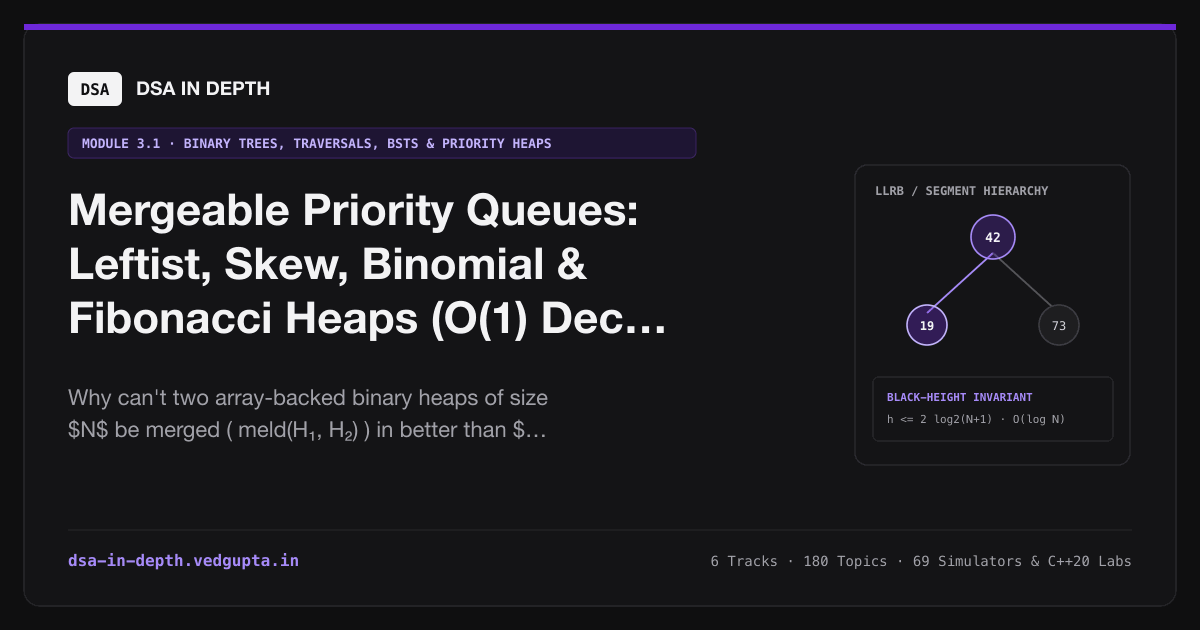 DSA DSA IN DEPTH
MODULE 3.1 · BINARY TREES, TRAVERSALS, BSTS & PRIORITY HEAPS
Mergeable Priority Queues:
Leftist, Skew, Binomial &
Fibonacci Heaps (O(1) Dec...
Why can't two array-backed binary heaps of size
$N$ be merged ( meld(H₁, H₂) ) in better than $...
LLRB / SEGMENT HIERARCHY
42
19
73
BLACK-HEIGHT INVARIANT
h <= 2 log2(N+1) · O(log N)
dsa-in-depth.vedgupta.in
6 Tracks · 180 Topics · 69 Simulators & C++20 Labs